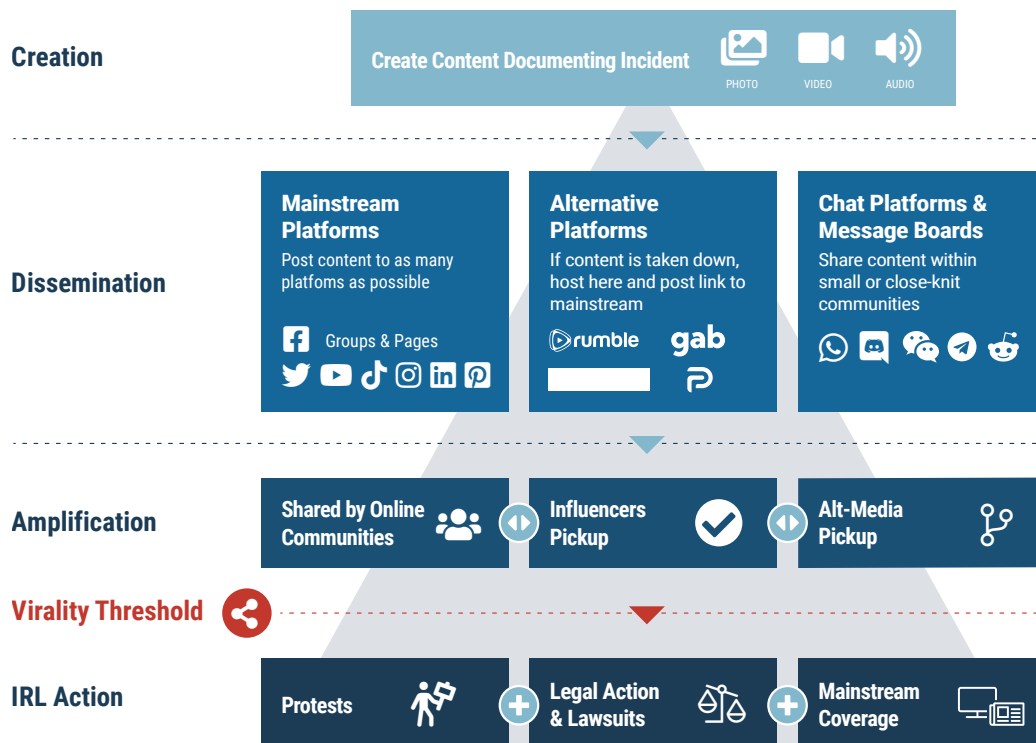 Creation
Create Content Documenting Incident
PHOTO
VIDEO
AUDIO
Dissemination
Mainstream
Platforms
Post content to as many
platfoms as possible
Groups & Pages
Alternative
Platforms
If content is taken down,
host here and post link to
mainstream
rumble
gab
Chat Platforms &
Message Boards
Share content within
small or close-knit
communities
Amplification
Shared by Online
Communities
Influencers
Pickup
Alt-Media
Pickup
Virality Threshold
IRL Action
Protests
Legal Action
& Lawsuits
Mainstream
Coverage